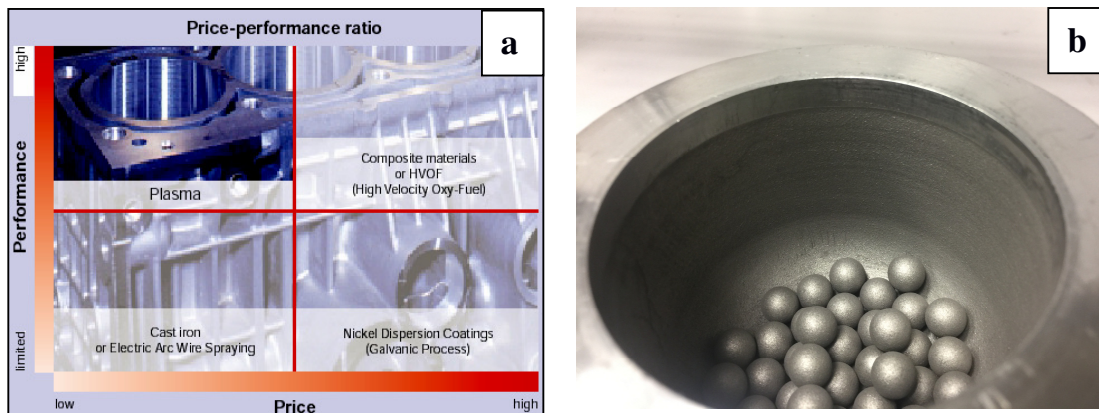 Price-performance ratio
a
b
high
Performance
limited
Composite materials
or HVOF
(High Velocity Oxy-Fuel)
Plasma
Cast iron
or Electric Arc Wire Spraying
Nickel Dispersion Coatings
(Galvanic Process)
low
Price
high